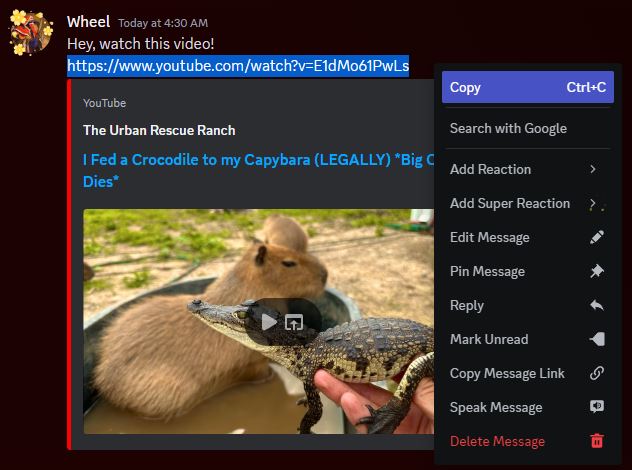 Wheel Today at 4:30 AM
Hey, watch this video!
https://www.youtube.com/watch?v=E1dMo61PwLs
YouTube
The Urban Rescue Ranch
I Fed a Crocodile to my Capybara (LEGALLY) *Big
Dies*
Copy Ctrl+C
Search with Google
Add Reaction
Add Super Reaction
Edit Message
Pin Message
Reply
Mark Unread
Copy Message Link
Speak Message
Delete Message